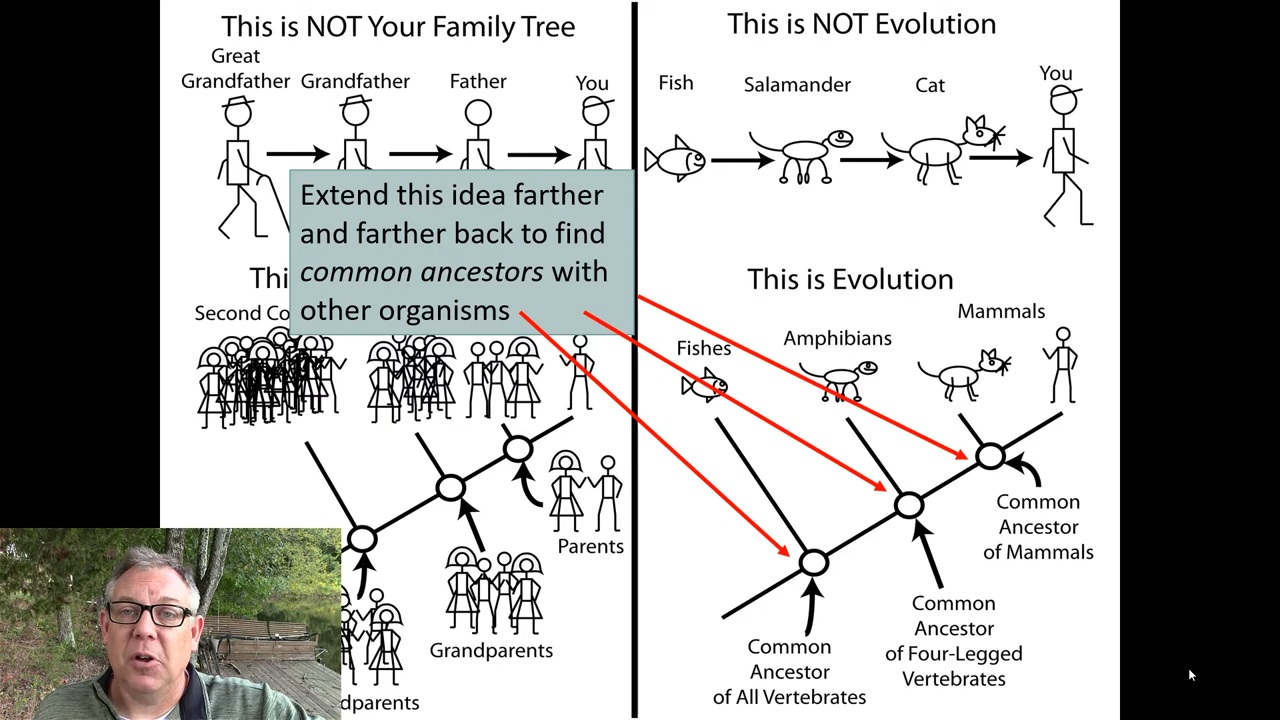 This is NOT Your Family Tree
Great
Grandfather
Grandfather
Father
You
Extend this idea farther
and farther back to find
common ancestors with
other organisms
Second
Parents
Grandparents
This is NOT Evolution
Fish
Salamander
Cat
You
This is Evolution
Fishes
Amphibians
Mammals
Common
Ancestor
of Mammals
Common
Ancestor
of Four-Legged
Vertebrates
Common
Ancestor
of All Vertebrates